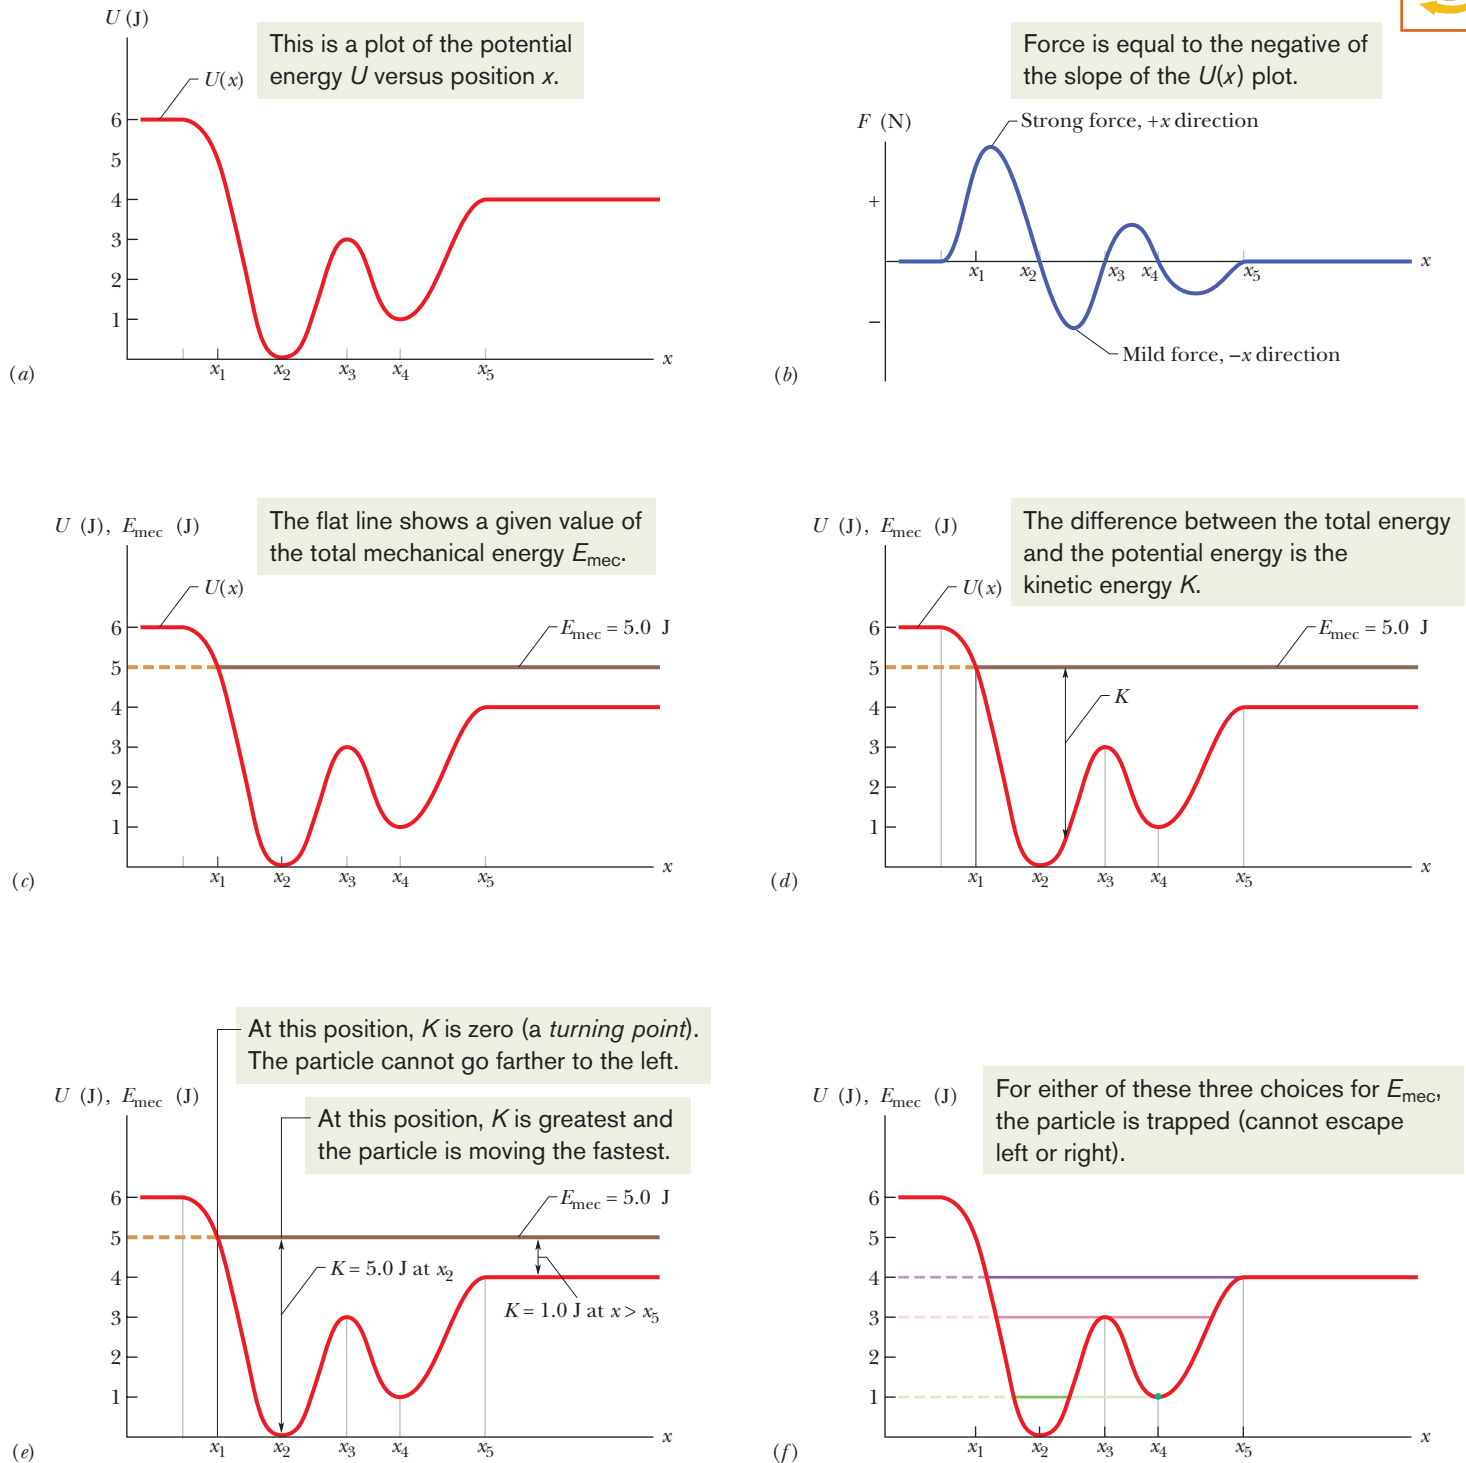 U (J)
This is a plot of the potential
energy U versus position x.
U(x)
6
5
4
3
2
1
x₁
x₂
x₃
x₄
x₅
x
(a)
Force is equal to the negative of
the slope of the U(x) plot.
F (N)
Strong force, +x direction
+
x₁
x₂
x₃
x₄
x₅
x
–
Mild force, –x direction
(b)
U (J), Emec (J)
The flat line shows a given value of
the total mechanical energy Emec.
U(x)
Emec = 5.0 J
6
5
4
3
2
1
x₁
x₂
x₃
x₄
x₅
x
(c)
U (J), Emec (J)
The difference between the total energy
and the potential energy is the
kinetic energy K.
U(x)
Emec = 5.0 J
6
5
K
4
3
2
1
x₁
x₂
x₃
x₄
x₅
x
(d)
At this position, K is zero (a turning point).
The particle cannot go farther to the left.
U (J), Emec (J)
At this position, K is greatest and
the particle is moving the fastest.
Emec = 5.0 J
6
5
K = 5.0 J at x₂
4
K = 1.0 J at x > x₅
3
2
1
x₁
x₂
x₃
x₄
x₅
x
(e)
U (J), Emec (J)
For either of these three choices for Emec,
the particle is trapped (cannot escape
left or right).
6
5
4
3
2
1
x₁
x₂
x₃
x₄
x₅
x
(f)